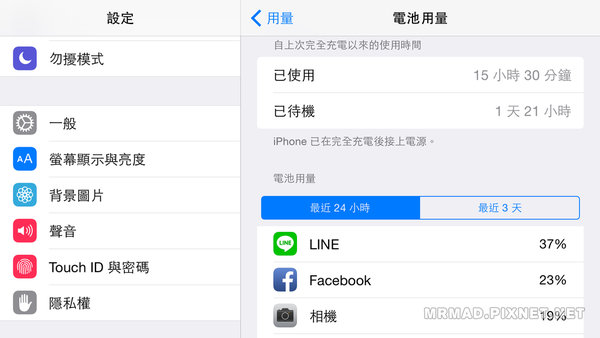 設定
勿擾模式
一般
AA
螢幕顯示與亮度
背景圖片
聲音
Touch ID 與密碼
隱私權
用量
電池用量
自上次完全充電以來的使用時間
已使用
15 小時 30 分鐘
已待機
1 天 21 小時
iPhone 已在完全充電後接上電源。
電池用量
最近 24 小時
最近 3 天
LINE
LINE
37%
Facebook
23%
相機
19%
MRMAD.PIXNET.NET